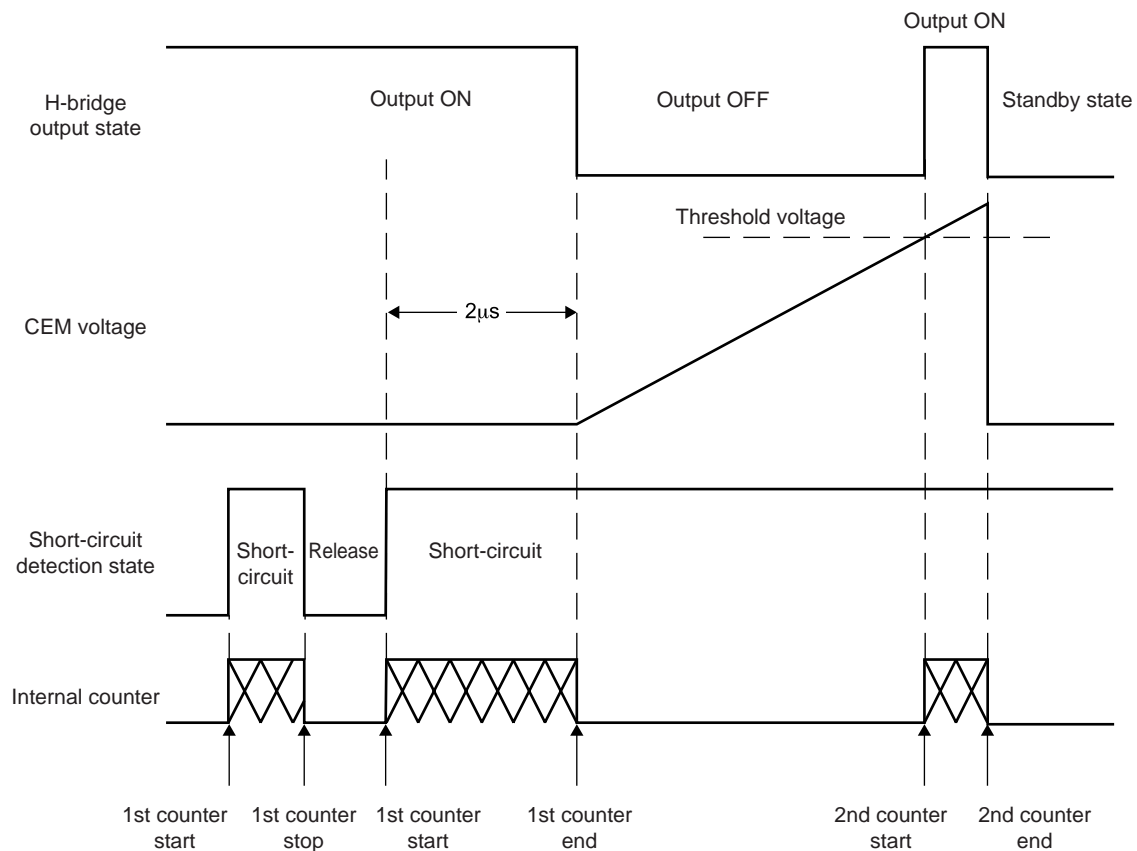 Output ON
H-bridge
output state
Output ON
Output OFF
Standby state
Threshold voltage
CEM voltage
2μs
Short-circuit
detection state
Short-
circuit
Release
Short-circuit
Internal counter
1st counter
start
1st counter
stop
1st counter
start
1st counter
end
2nd counter
start
2nd counter
end